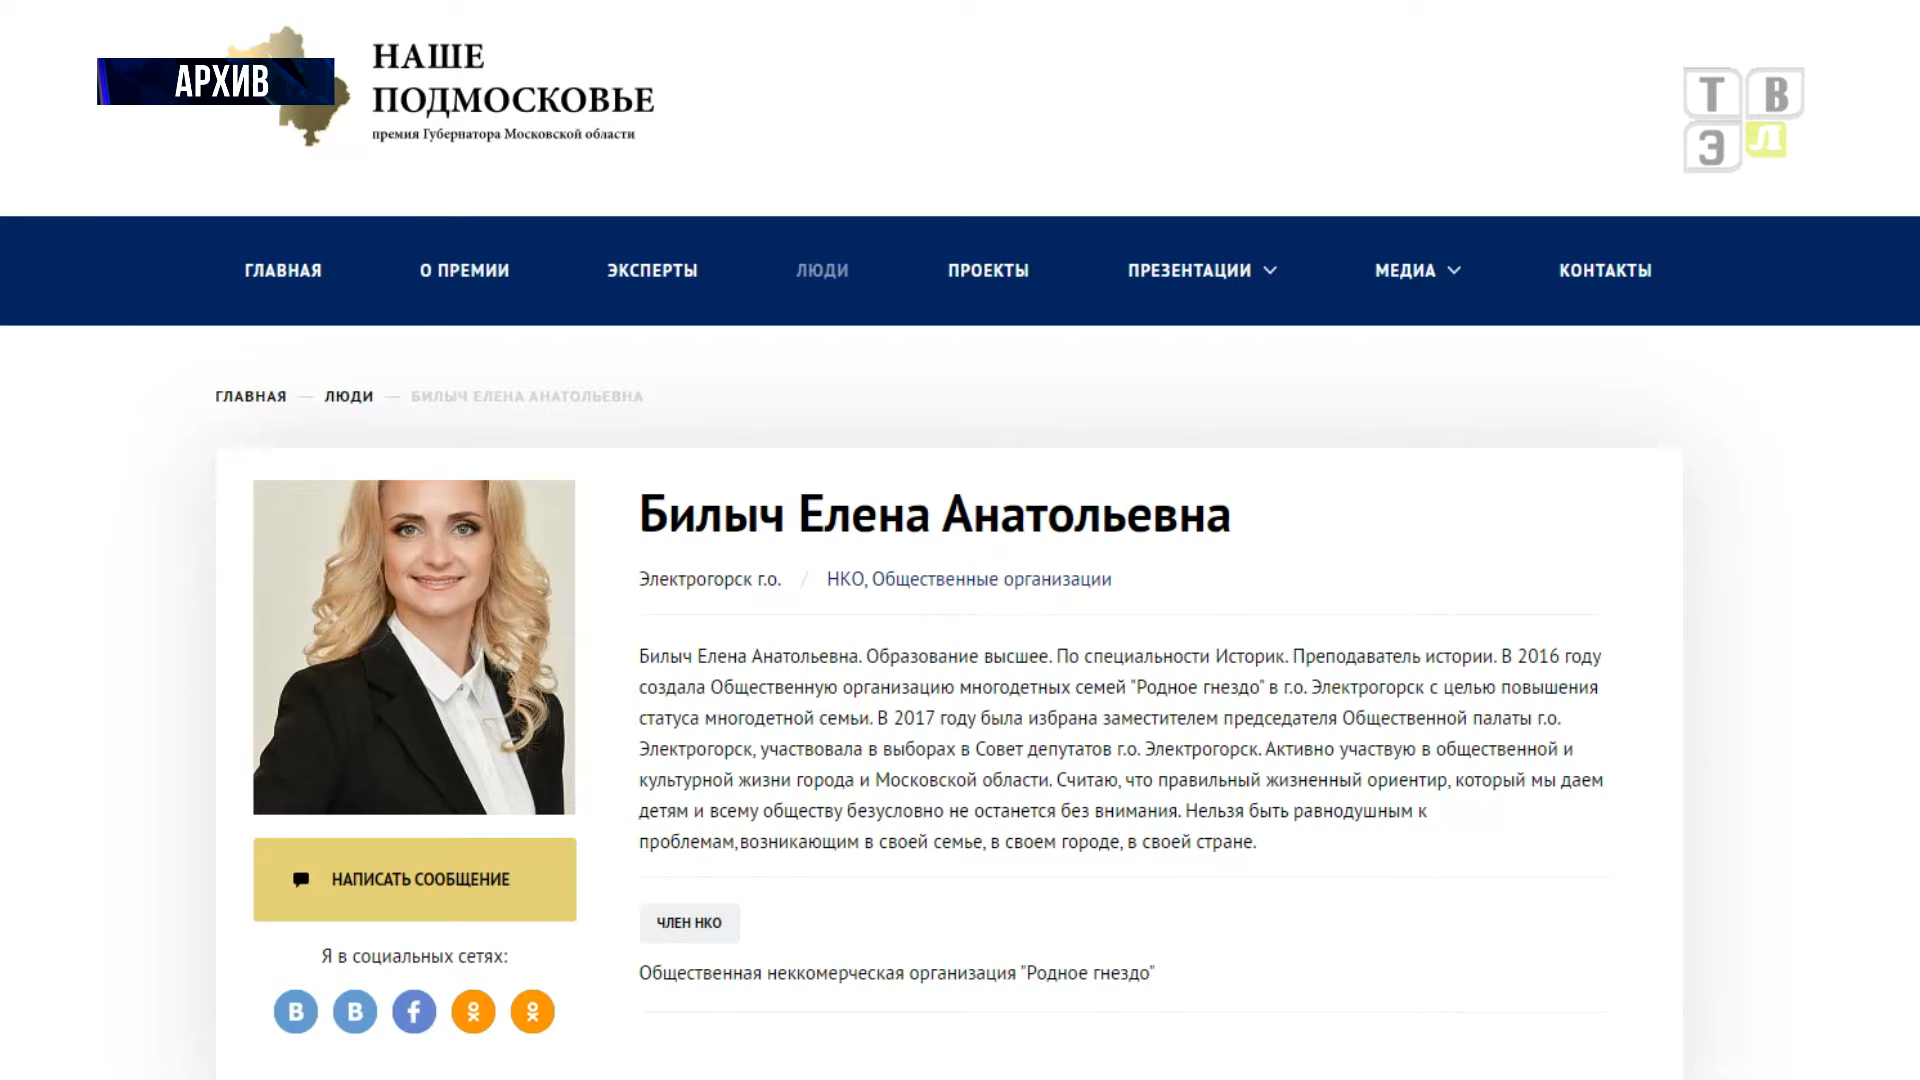 АРХИВ
НАШЕ
ПОДМОСКОВЬЕ
премия Губернатора Московской области
Т В
Э Л
ГЛАВНАЯ О ПРЕМИИ ЭКСПЕРТЫ ЛЮДИ ПРОЕКТЫ ПРЕЗЕНТАЦИИ МЕДИА КОНТАКТЫ
ГЛАВНАЯ — ЛЮДИ — БИЛЫЧ ЕЛЕНА АНАТОЛЬЕВНА
Билыч Елена Анатольевна
Электрогорск г.о. / НКО, Общественные организации
Билыч Елена Анатольевна. Образование высшее. По специальности Историк. Преподаватель истории. В 2016 году
создала Общественную организацию многодетных семей "Родное гнездо" в г.о. Электрогорск с целью повышения
статуса многодетной семьи. В 2017 году была избрана заместителем председателя Общественной палаты г.о.
Электрогорск, участвовала в выборах в Совет депутатов г.о. Электрогорск. Активно участвую в общественной и
культурной жизни города и Московской области. Считаю, что правильный жизненный ориентир, который мы даем
детям и всему обществу безусловно не останется без внимания. Нельзя быть равнодушным к
проблемам,возникающим в своей семье, в своем городе, в своей стране.
ЧЛЕН НКО
Общественная неккомерческая организация "Родное гнездо"
НАПИСАТЬ СООБЩЕНИЕ
Я в социальных сетях: